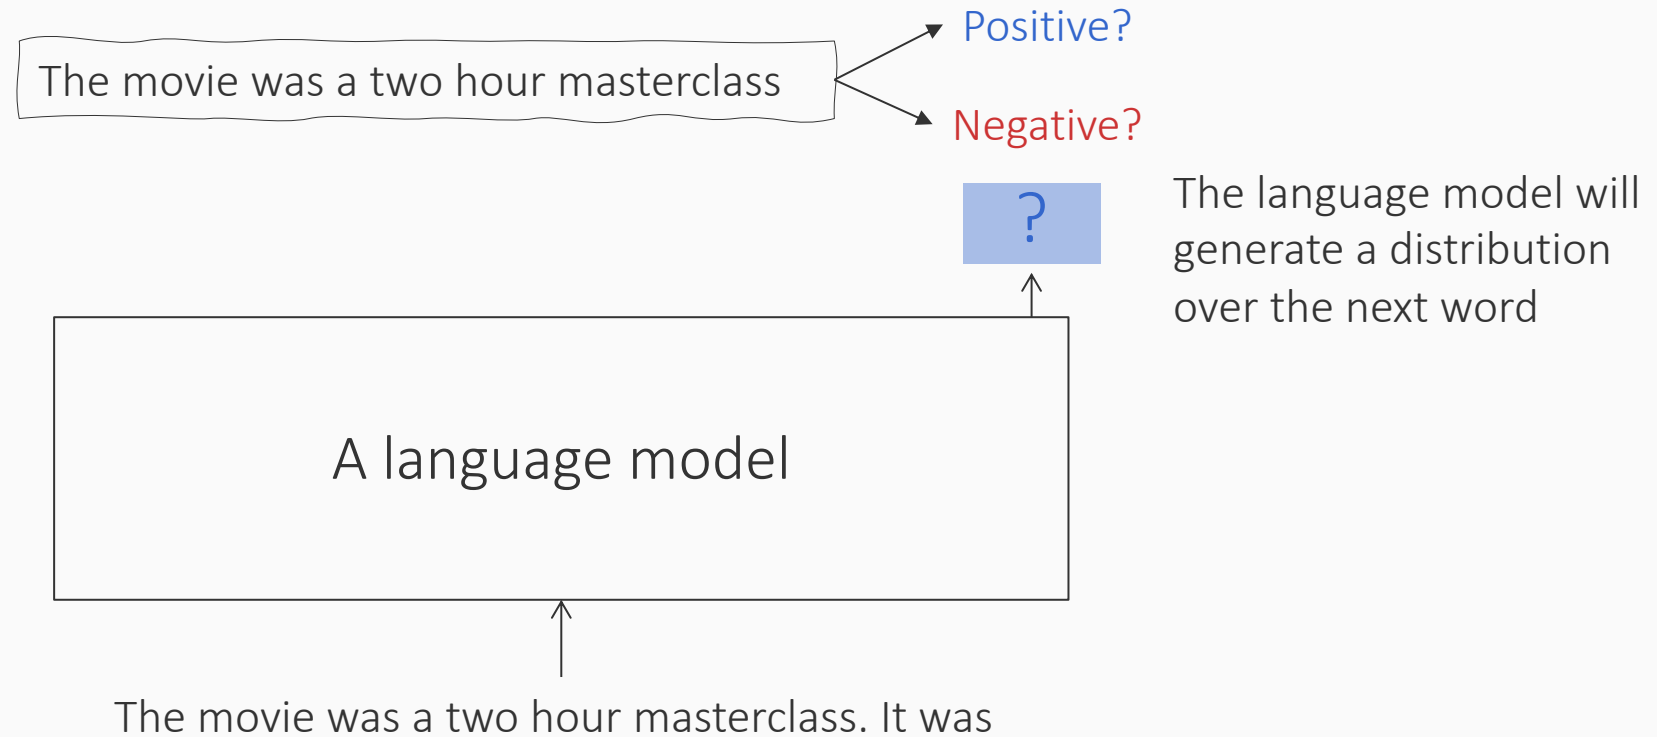 Positive?
The movie was a two hour masterclass
Negative?
?
The language model will
generate a distribution
over the next word
A language model
The movie was a two hour masterclass. It was